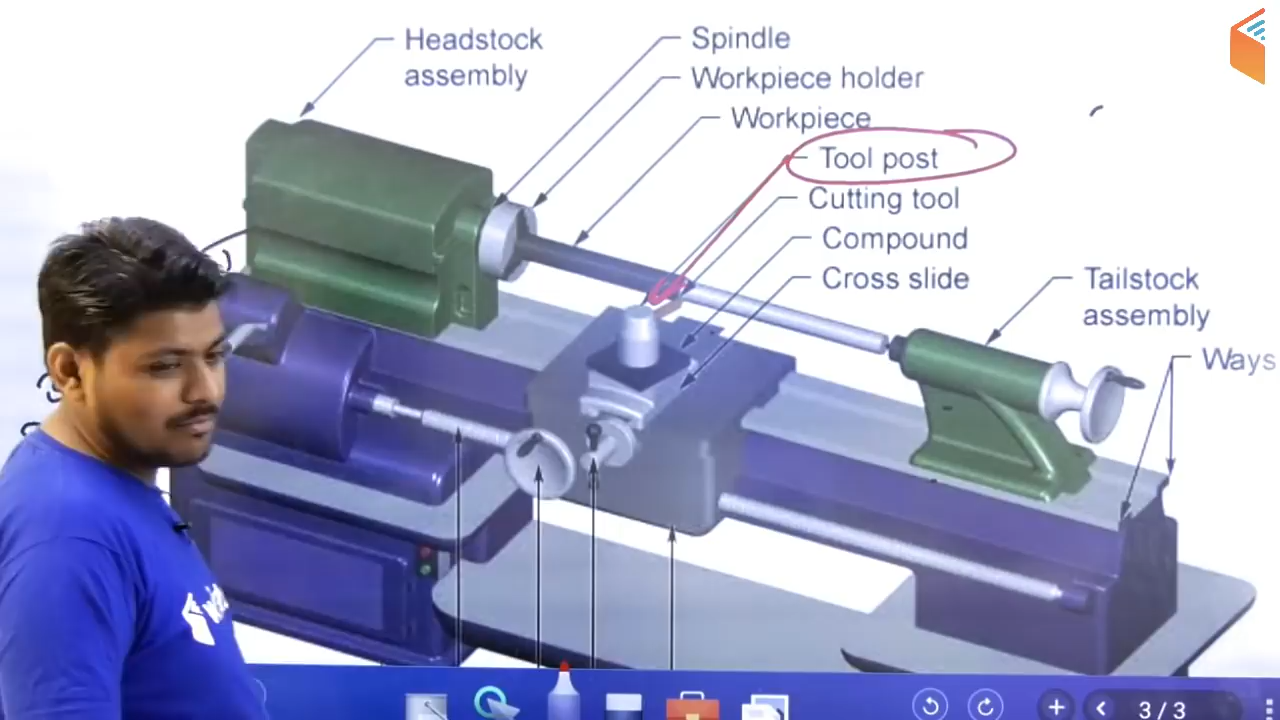 Headstock
assembly
Spindle
Workpiece holder
Workpiece
Tool post
Cutting tool
Compound
Cross slide
Tailstock
assembly
Ways
3 / 3